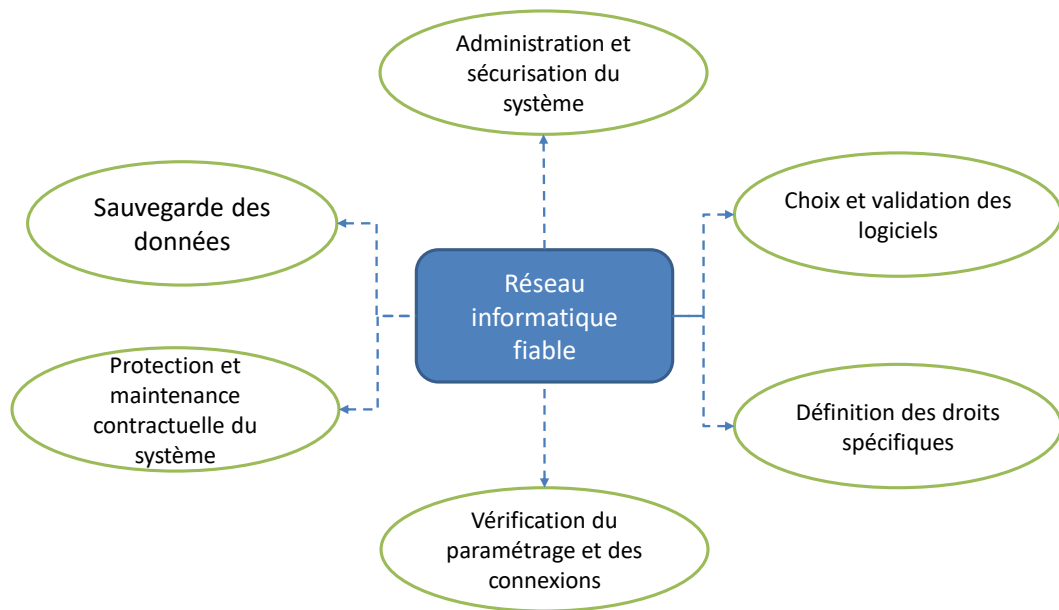 Administration et
sécurisation du
système
Sauvegarde des
données
Choix et validation des
logiciels
Réseau
informatique
fiable
Protection et
maintenance
contractuelle du
système
Définition des droits
spécifiques
Vérification du
paramétrage et des
connexions